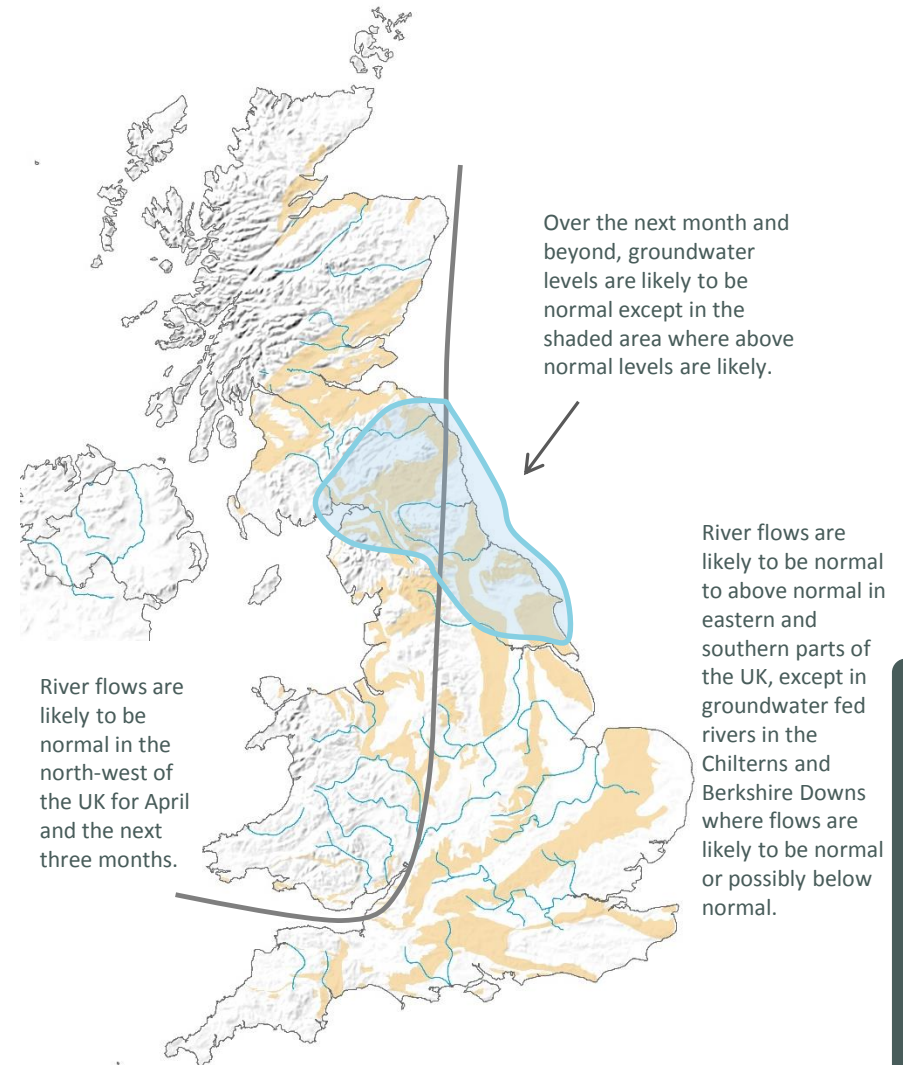 Over the next month and
beyond, groundwater
levels are likely to be
normal except in the
shaded area where above
normal levels are likely.
River flows are
likely to be normal
to above normal in
eastern and
southern parts of
the UK, except in
groundwater fed
rivers in the
Chilterns and
Berkshire Downs
where flows are
likely to be normal
or possibly below
normal.
River flows are
likely to be
normal in the
north-west of
the UK for April
and the next
three months.